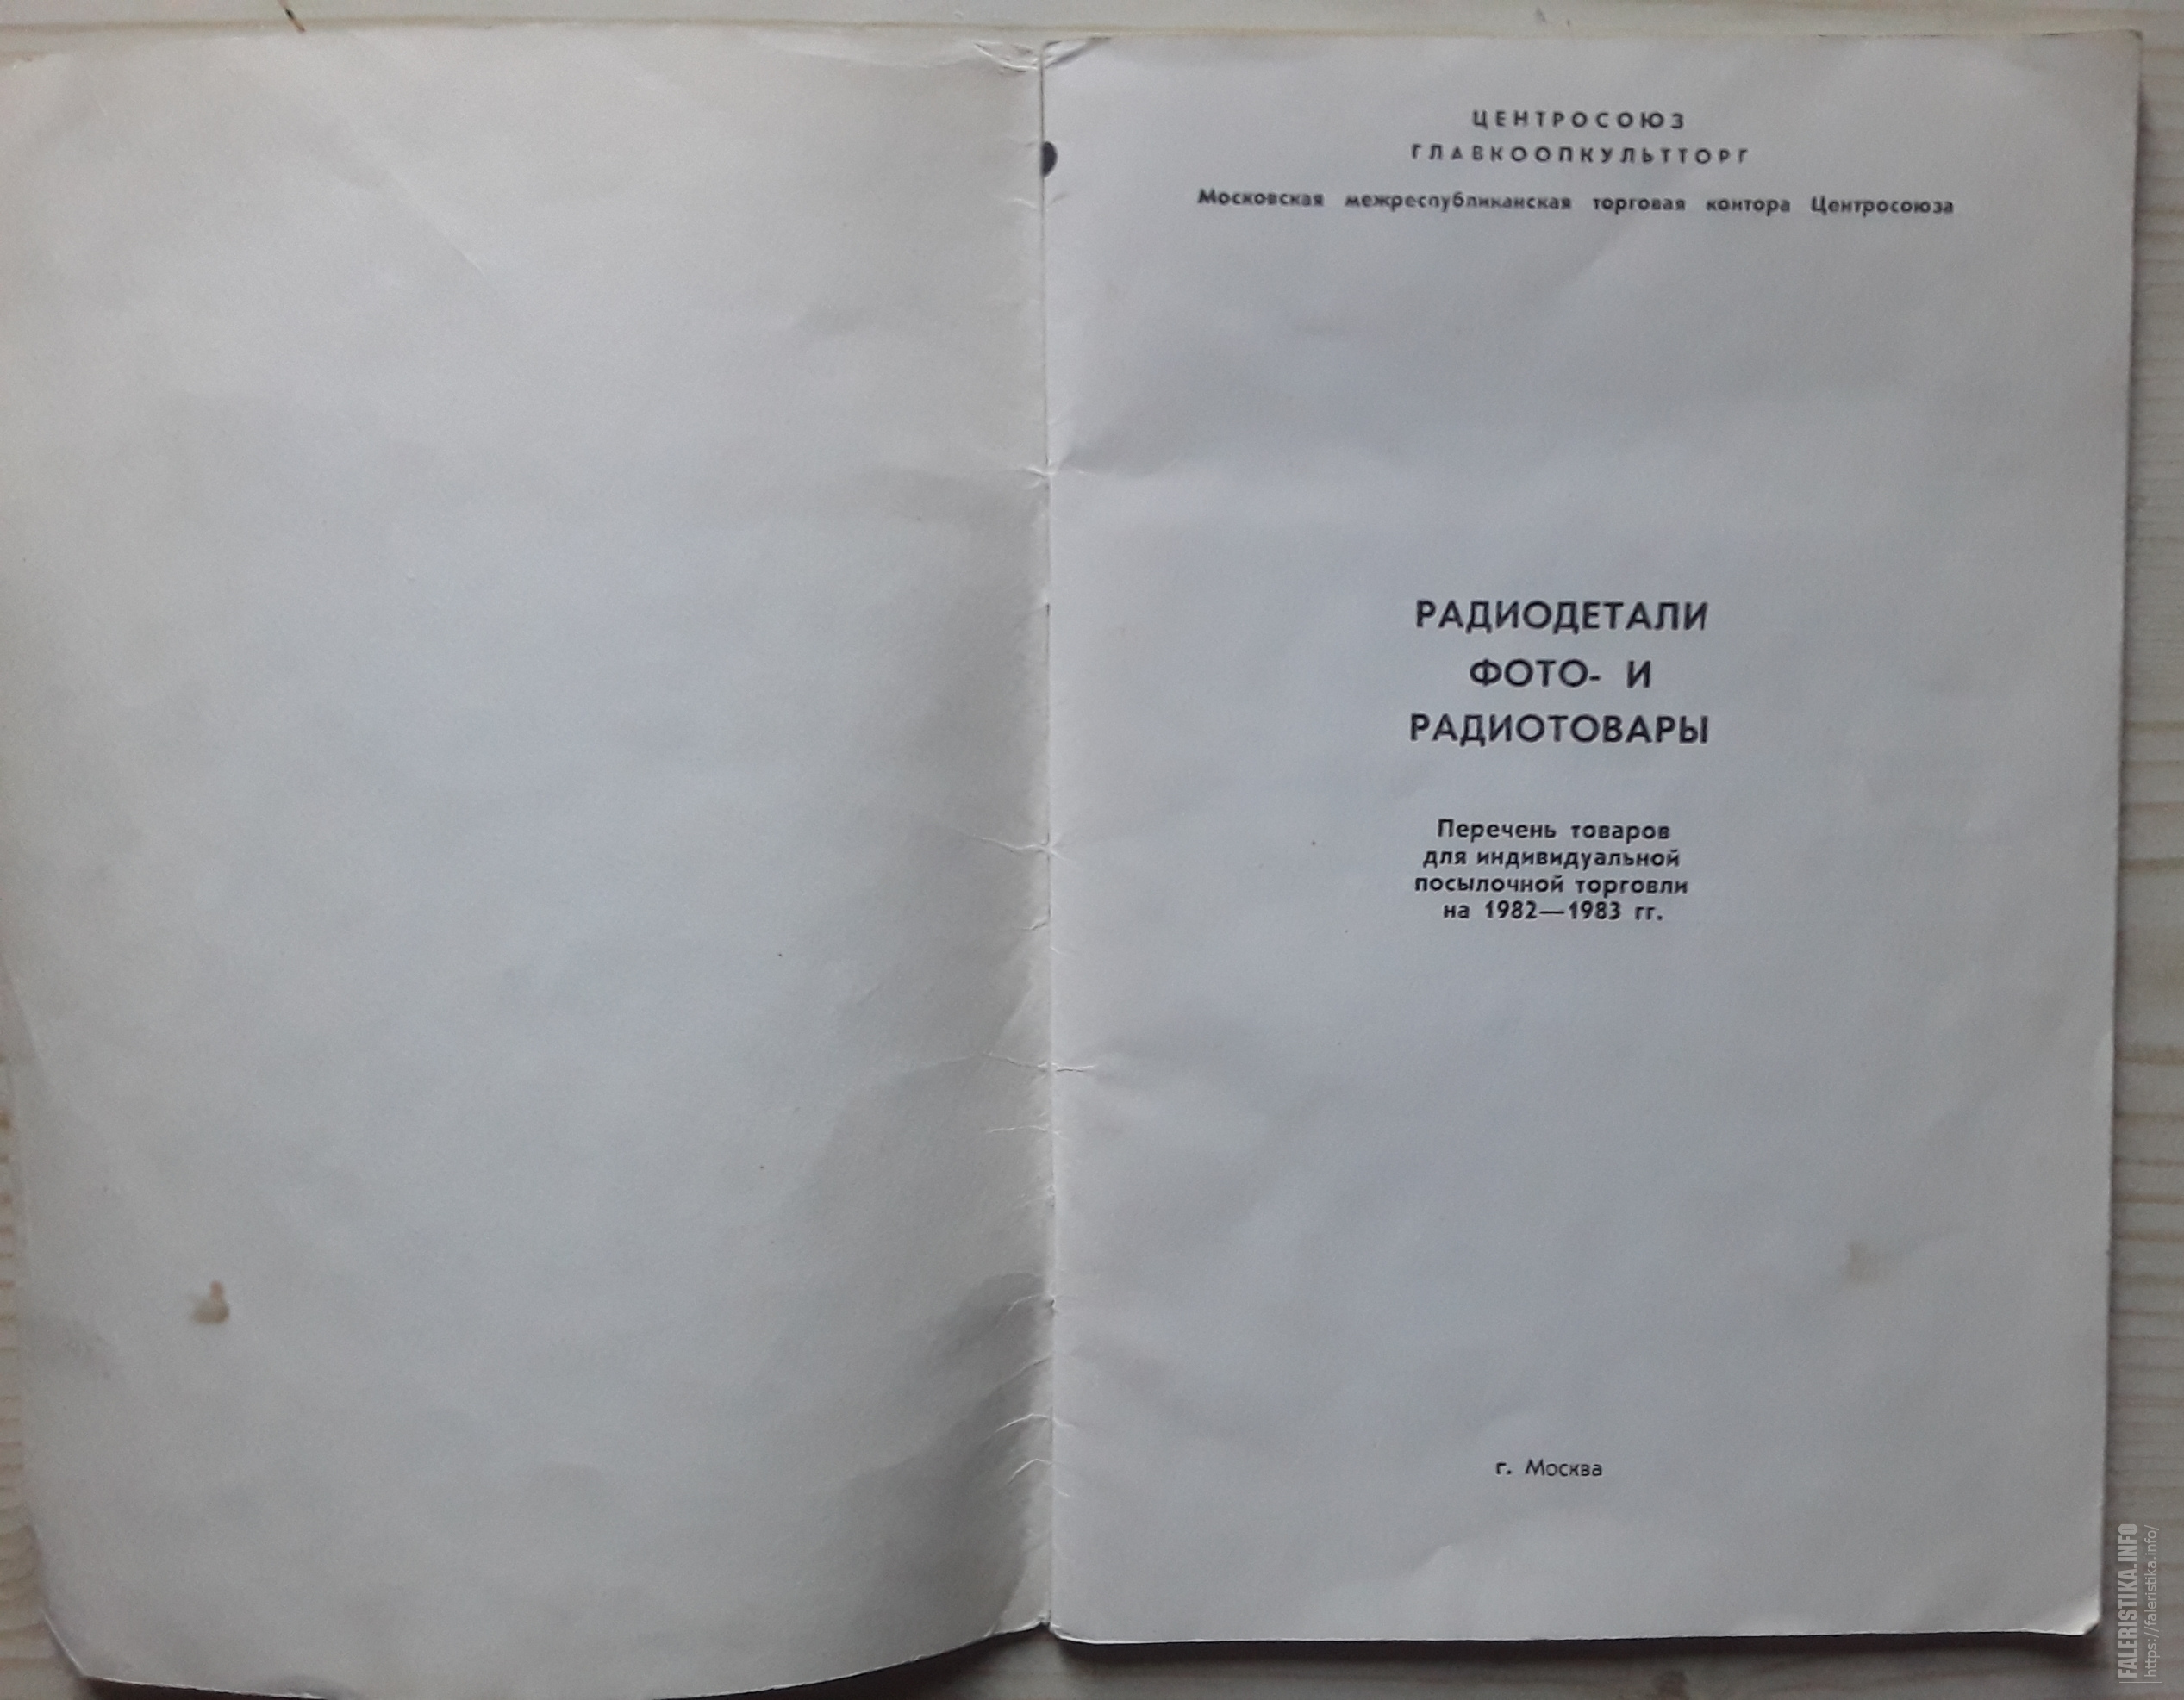 ЦЕНТРОСОЮЗ
ГЛАВКООПКУЛЬТТОРГ
Московская межреспубликанская торговая контора Центросоюза
РАДИОДЕТАЛИ
ФОТО- И
РАДИОТОВАРЫ
Перечень товаров
для индивидуальной
посылочной торговли
на 1982—1983 гг.
г. Москва
FALERISTIKA.INFO
https://faleristika.info/